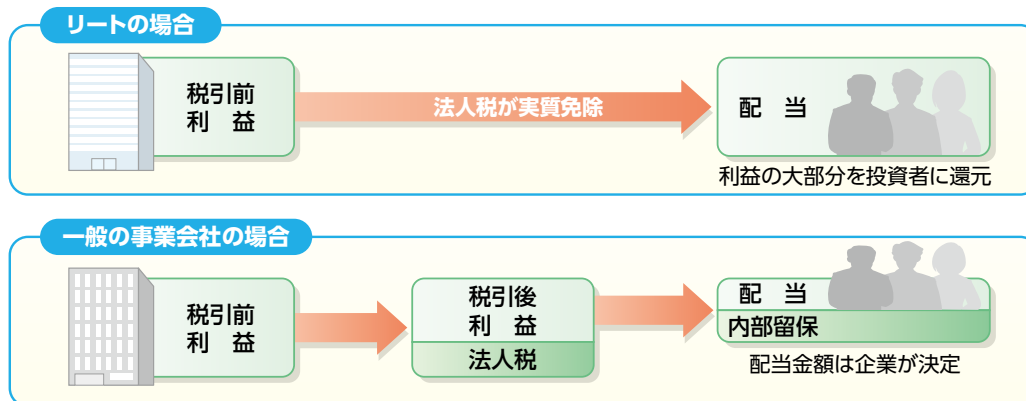 リートの場合
税引前
利 益
法人税が実質免除
配 当
利益の大部分を投資者に還元
一般の事業会社の場合
税引前
利 益
税引後
利 益
法人税
配 当
内部留保
配当金額は企業が決定